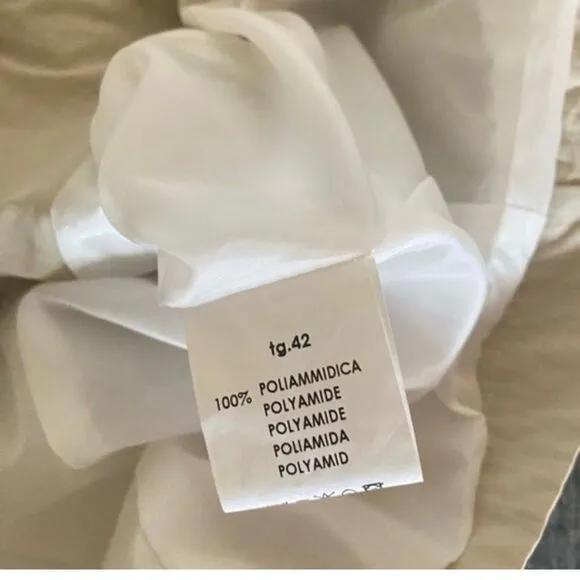 tg.42
100% POLIAMMIDICA
POLYAMIDE
POLYAMIDE
POLIAMIDA
POLYAMID